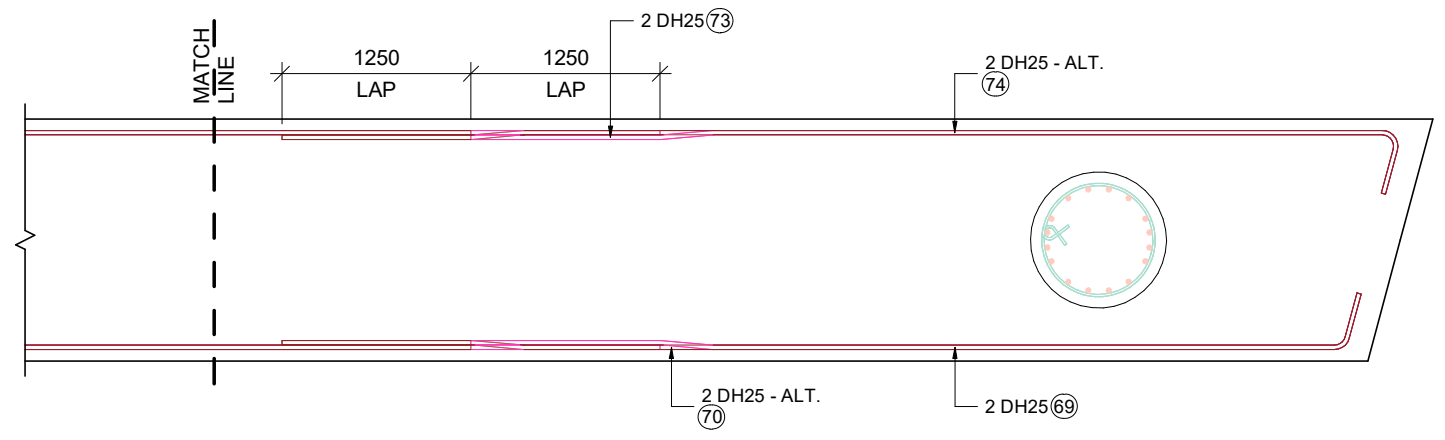 2 DH25 73
MATCH
LINE
1250
1250
LAP
LAP
2 DH25 - ALT.
74
2 DH25 - ALT.
70
2 DH25 69